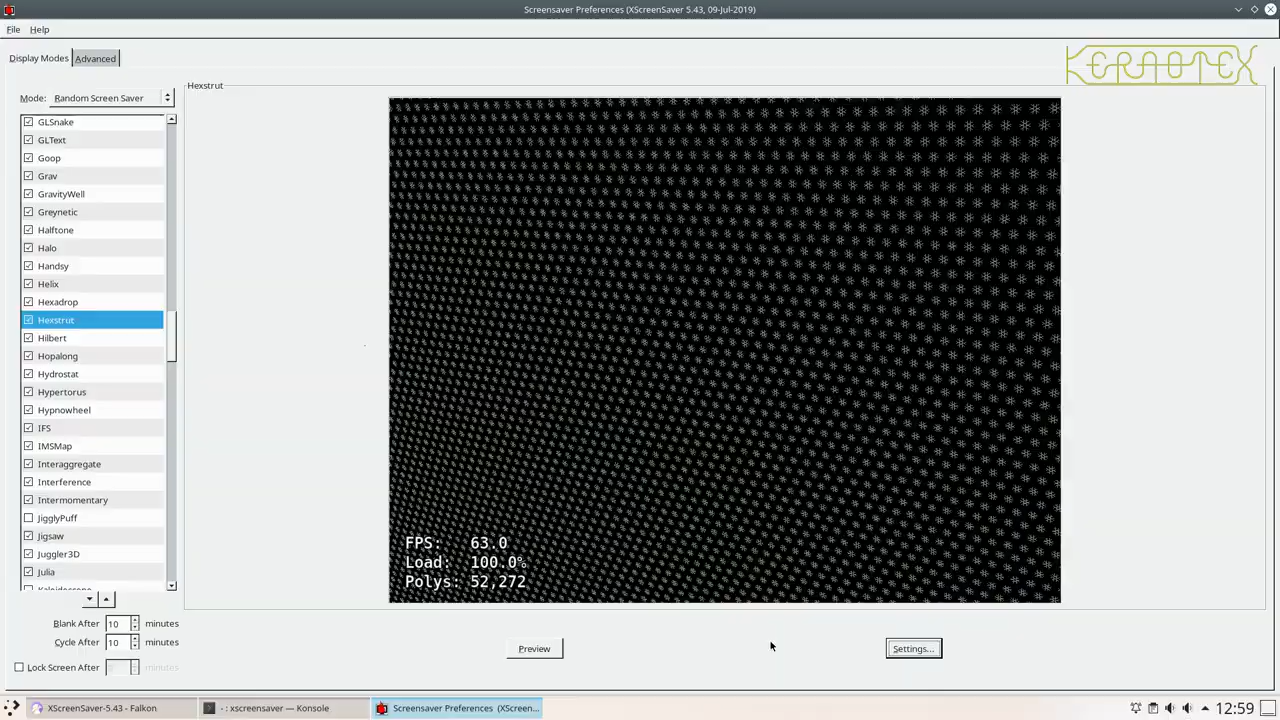 Screensaver Preferences (XScreenSaver 5.43, 09-Jul-2019)
File Help
Display Modes Advanced
KERAOTEX
Mode: Random Screen Saver
Hexstrut
GLSnake
GLText
Goop
Grav
GravityWell
Greynetic
Halftone
Halo
Handsy
Helix
Hexadrop
Hexstrut
Hilbert
Hopalong
Hydrostat
Hypertorus
Hypnowheel
IFS
IMSMap
Interaggregate
Interference
Intermomentary
JigglyPuff
Jigsaw
Juggler3D
Julia
Kaleidescope
FPS: 63.0
Load: 100.0%
Polys: 52,272
Blank After 10 minutes
Cycle After 10 minutes
Lock Screen After minutes
Preview
Settings...
XScreenSaver-5.43 - Falkon
- : xscreensaver — Konsole
Screensaver Preferences (XScreen...
12:59